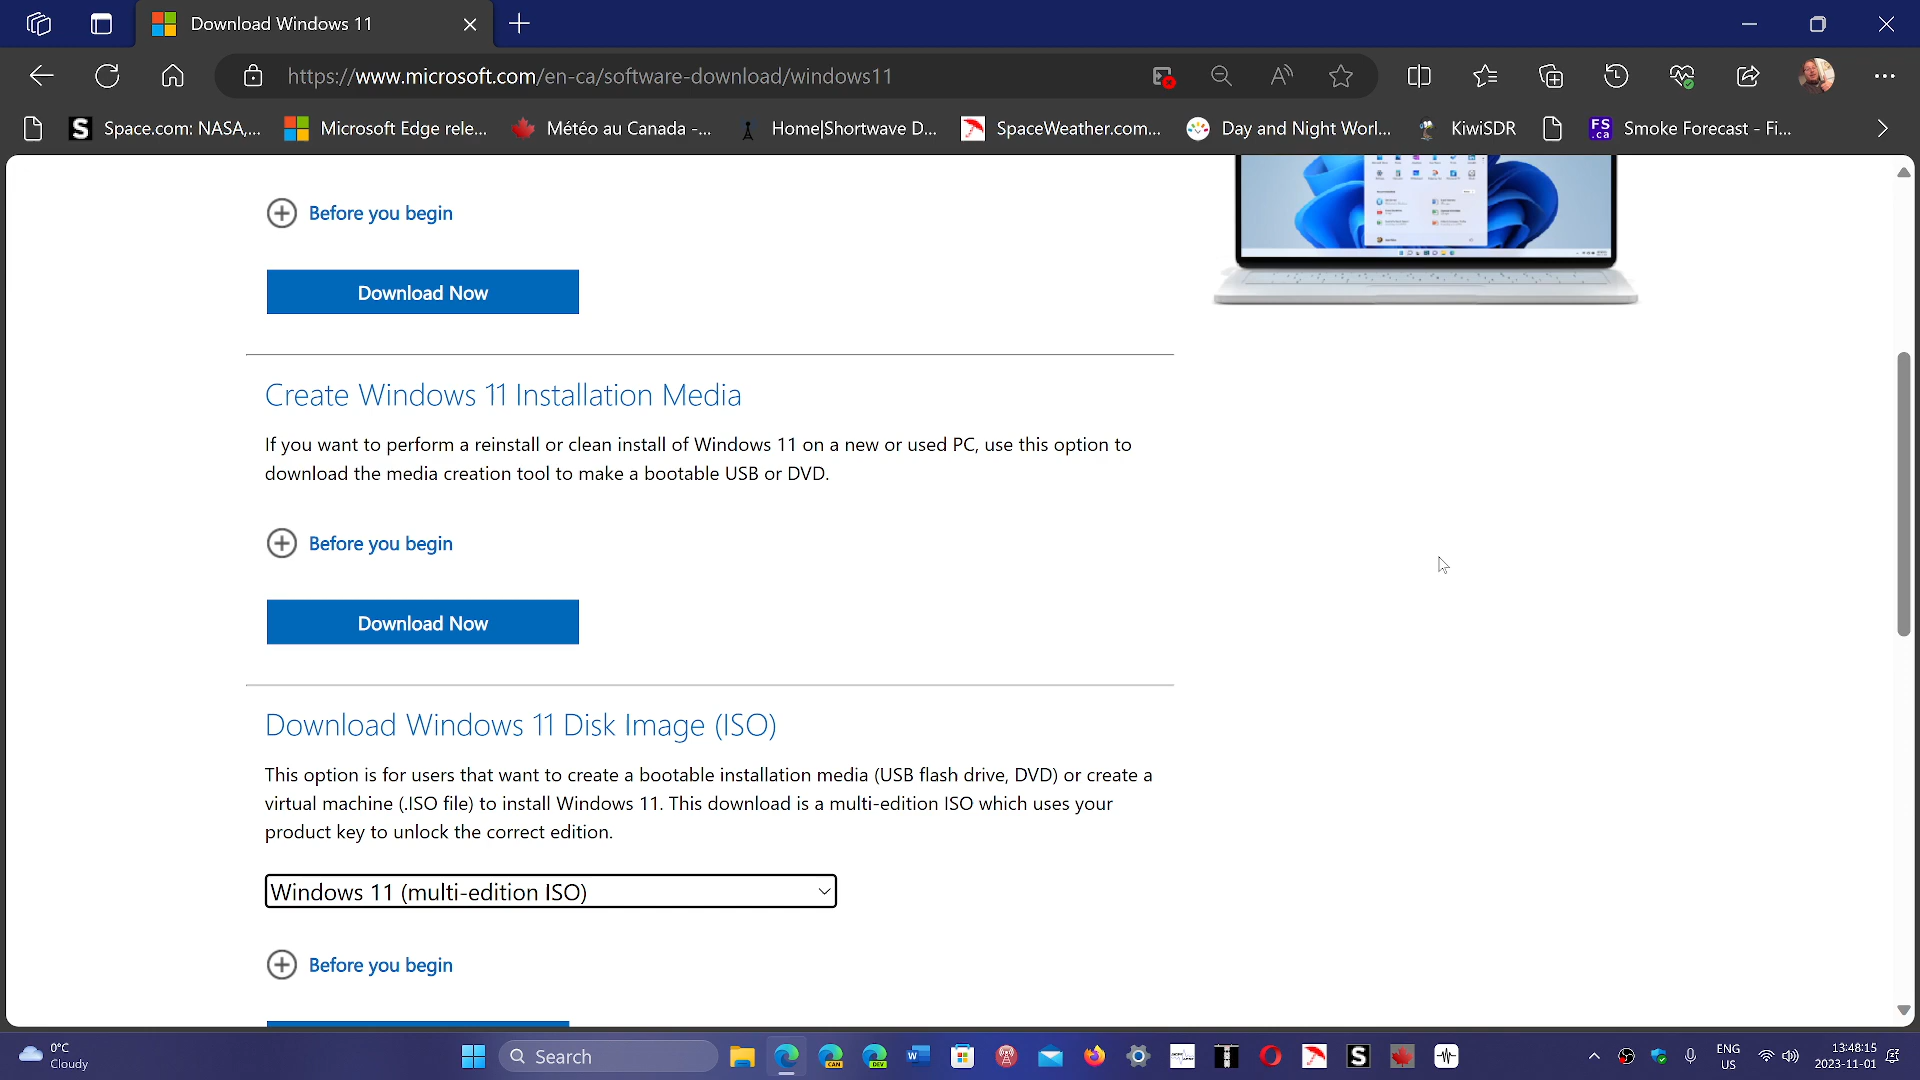 Download Windows 11
https://www.microsoft.com/en-ca/software-download/windows11
Space.com: NASA,...
Microsoft Edge rele...
Météo au Canada -...
Home|Shortwave D...
SpaceWeather.com...
Day and Night Worl...
KiwiSDR
FS
.ca
Smoke Forecast - Fi...
Before you begin
Download Now
Create Windows 11 Installation Media
If you want to perform a reinstall or clean install of Windows 11 on a new or used PC, use this option to
download the media creation tool to make a bootable USB or DVD.
Before you begin
Download Now
Download Windows 11 Disk Image (ISO)
This option is for users that want to create a bootable installation media (USB flash drive, DVD) or create a
virtual machine (.ISO file) to install Windows 11. This download is a multi-edition ISO which uses your
product key to unlock the correct edition.
Windows 11 (multi-edition ISO)
Before you begin
0°C
Cloudy
Search
CAN
DEV
ENG
US
13:48:15
2023-11-01